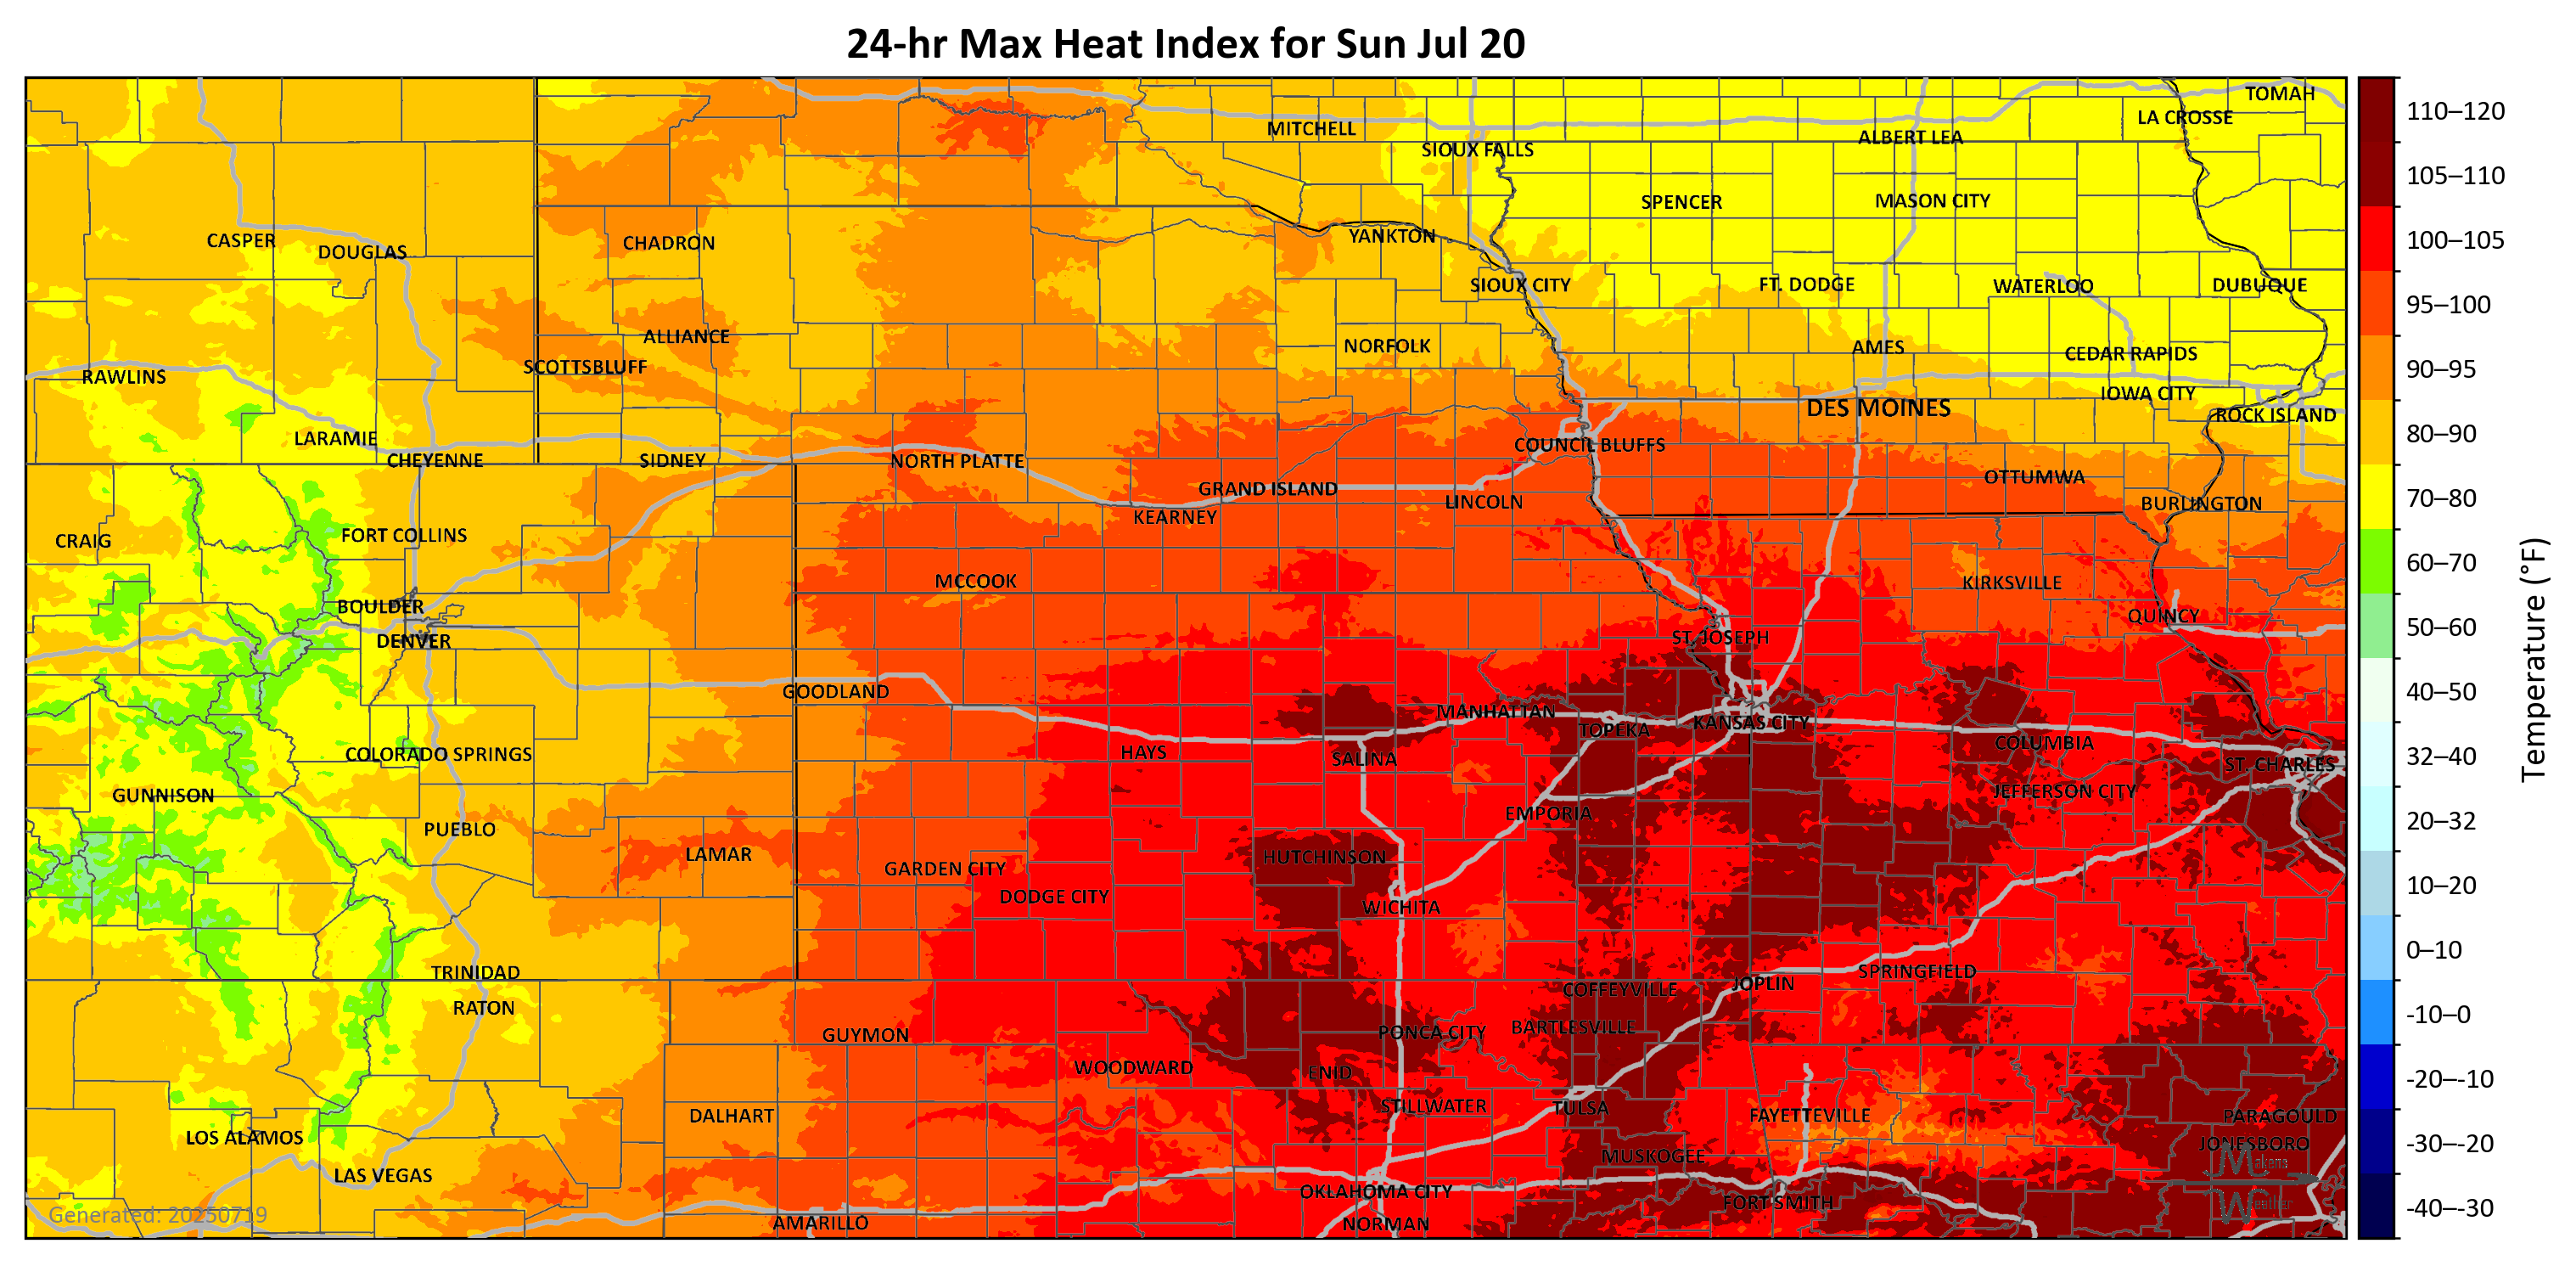 24-hr Max Heat Index for Sun Jul 20
TOMAH
LA CROSSE
MITCHELL
ALBERT LEA
SIOUX FALLS
SPENCER
MASON CITY
CASPER
DOUGLAS
CHADRON
YANKTON
SIOUX CITY
FT. DODGE
WATERLOO
DUBUQUE
ALLIANCE
NORFOLK
AMES
CEDAR RAPIDS
SCOTTSBLUFF
RAWLINS
IOWA CITY
DES MOINES
ROCK ISLAND
LARAMIE
COUNCIL BLUFFS
CHEYENNE
SIDNEY
NORTH PLATTE
OTTUMWA
GRAND ISLAND
LINCOLN
BURLINGTON
KEARNEY
FORT COLLINS
CRAIG
MCCOOK
KIRKSVILLE
BOULDER
QUINCY
DENVER
ST. JOSEPH
GOODLAND
MANHATTAN
TOPEKA
KANSAS CITY
COLUMBIA
COLORADO SPRINGS
HAYS
SALINA
ST. CHARLES
GUNNISON
JEFFERSON CITY
EMPORIA
PUEBLO
LAMAR
HUTCHINSON
GARDEN CITY
DODGE CITY
WICHITA
TRINIDAD
SPRINGFIELD
JOPLIN
COFFEYVILLE
RATON
GUYMON
PONCA CITY
BARTLESVILLE
WOODWARD
ENID
STILLWATER
TULSA
DALHART
FAYETTEVILLE
PARAGOULD
LOS ALAMOS
JONESBORO
MUSKOGEE
LAS VEGAS
OKLAHOMA CITY
FORT SMITH
AMARILLO
NORMAN
Makens
Weather
Generated: 20250719
110–120
105–110
100–105
95–100
90–95
80–90
70–80
60–70
50–60
40–50
32–40
20–32
10–20
0–10
-10–0
-20–-10
-30–-20
-40–-30
Temperature (°F)